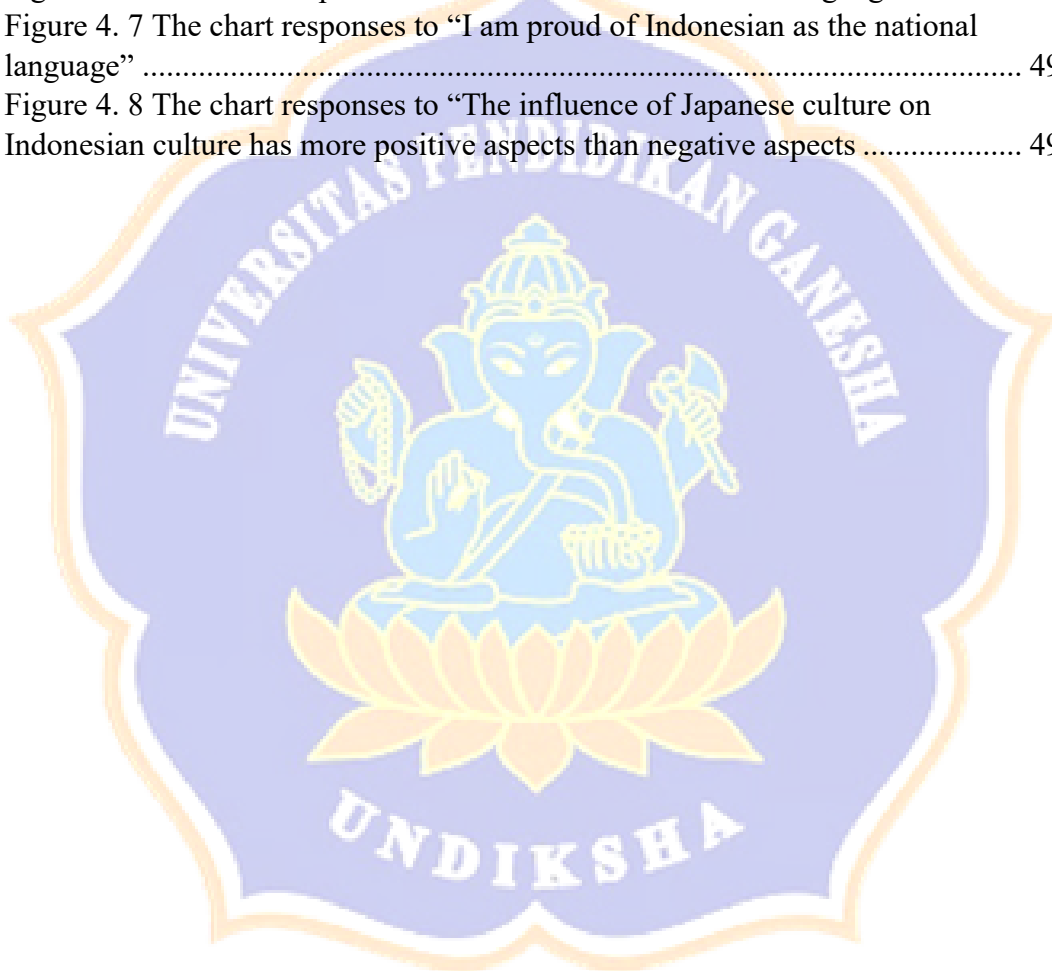 Figure 4. 7 The chart responses to “I am proud of Indonesian as the national
language” ............................................................................................................. 49
Figure 4. 8 The chart responses to “The influence of Japanese culture on
Indonesian culture has more positive aspects than negative aspects ................... 49
UNIVERSITAS PENDIDIKAN GANESHA
UNDIKSHA